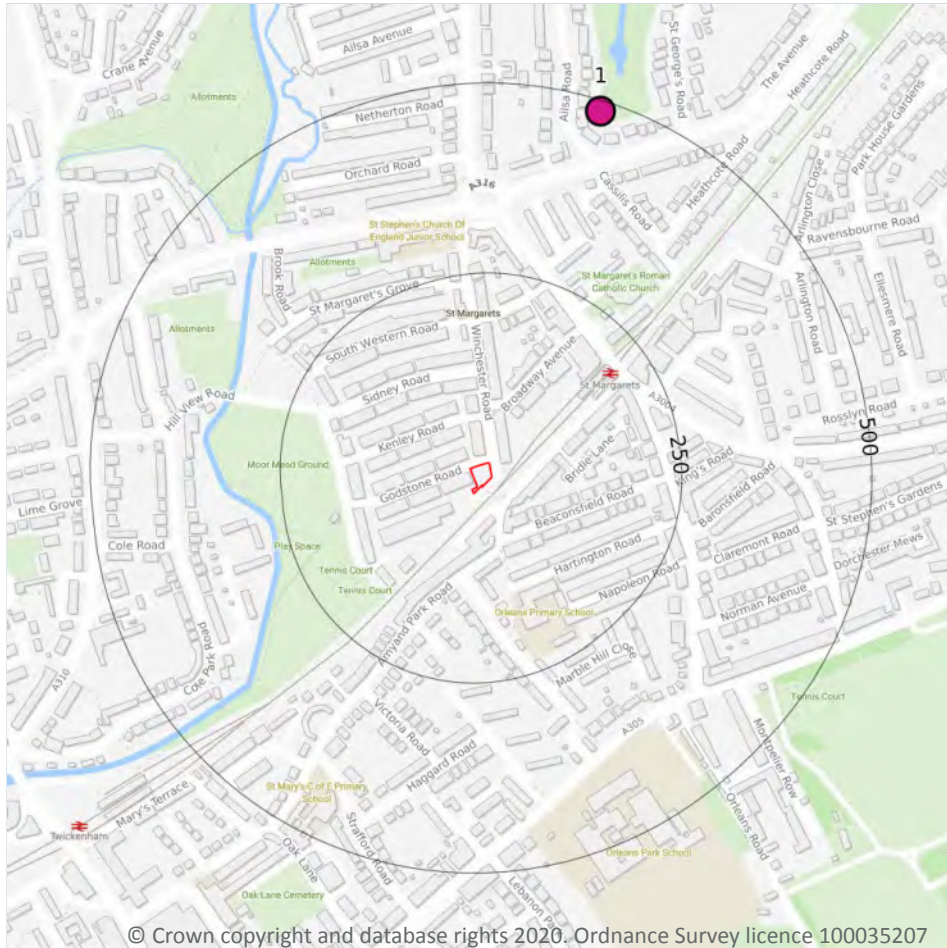 Crane Avenue
Ailsa Avenue
St George's Road
The Avenue
Heathcote Road
1
Allotments
Ailsa Road
Netherton Road
Park House Gardens
Orchard Road
A316
Cassilis Road
Heathcote Road
Arlington Close
St Stephen's Church Of
England Junior School
Ravensbourne Road
Brook Road
Allotments
St Margaret's Roman
Catholic Church
St Margaret's Grove
Arlington Road
Ellesmere Road
Allotments
St Margarets
South Western Road
Winchester Road
Broadway Avenue
St Margarets
Sidney Road
A3004
Hill View Road
Rosslyn Road
Kenley Road
500
250
Moor Mead Ground
Godstone Road
Bridle Lane
King's Road
Baronsfield Road
Lime Grove
Beaconsfield Road
St Stephen's Gardens
Cole Road
Play Space
Hartington Road
Claremont Road
Dorchester Mews
Tennis Court
Tennis Court
Napoleon Road
Norman Avenue
Amyand Park Road
Orleans Primary School
Cole Park Road
A310
Marble Hill Close
Tennis Court
Victoria Road
A305
Montpelier Row
Haggard Road
St Mary's C of E Primary
School
Mary's Terrace
Twickenham
Strafford Road
Orleans Road
Oak Lane
Orleans Park School
Lebanon Pa
Oak Lane Cemetery
© Crown copyright and database rights 2020. Ordnance Survey licence 100035207